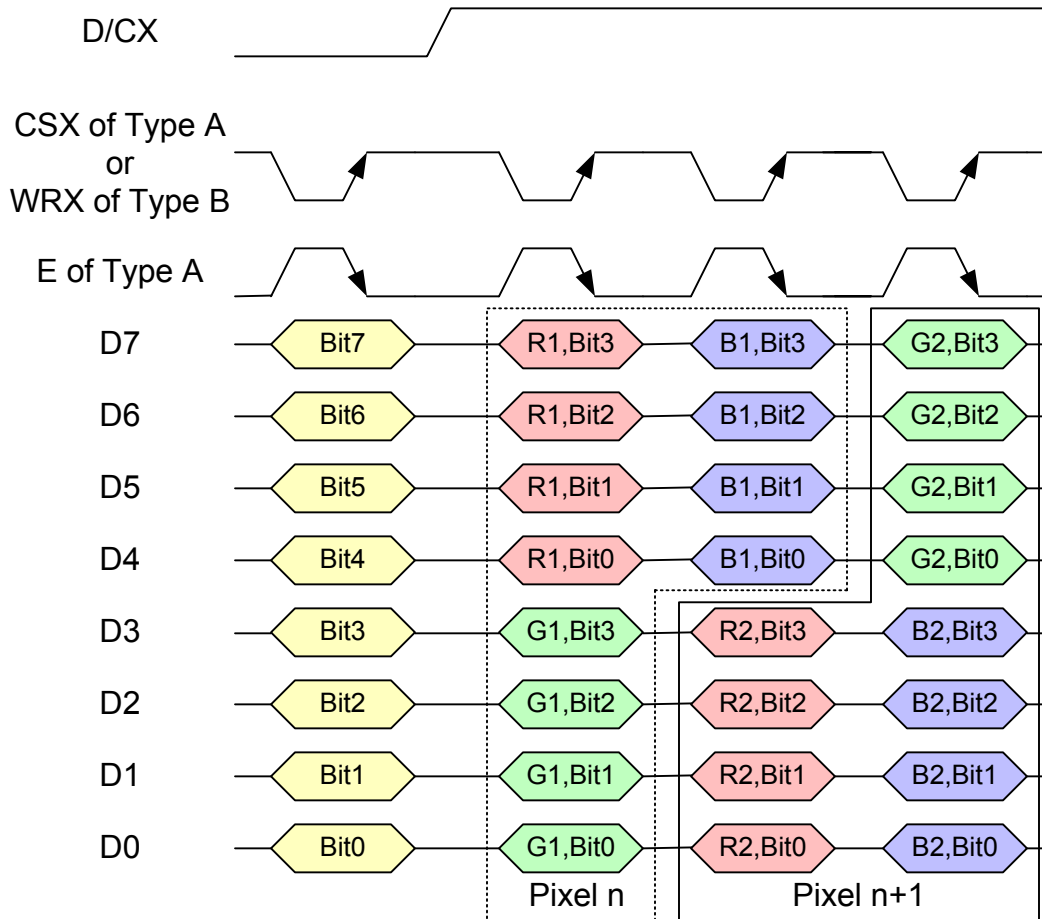 D/CX
CSX of Type A
or
WRX of Type B
E of Type A
D7 Bit7 R1,Bit3 B1,Bit3 G2,Bit3
D6 Bit6 R1,Bit2 B1,Bit2 G2,Bit2
D5 Bit5 R1,Bit1 B1,Bit1 G2,Bit1
D4 Bit4 R1,Bit0 B1,Bit0 G2,Bit0
D3 Bit3 G1,Bit3 R2,Bit3 B2,Bit3
D2 Bit2 G1,Bit2 R2,Bit2 B2,Bit2
D1 Bit1 G1,Bit1 R2,Bit1 B2,Bit1
D0 Bit0 G1,Bit0 R2,Bit0 B2,Bit0
Pixel n Pixel n+1